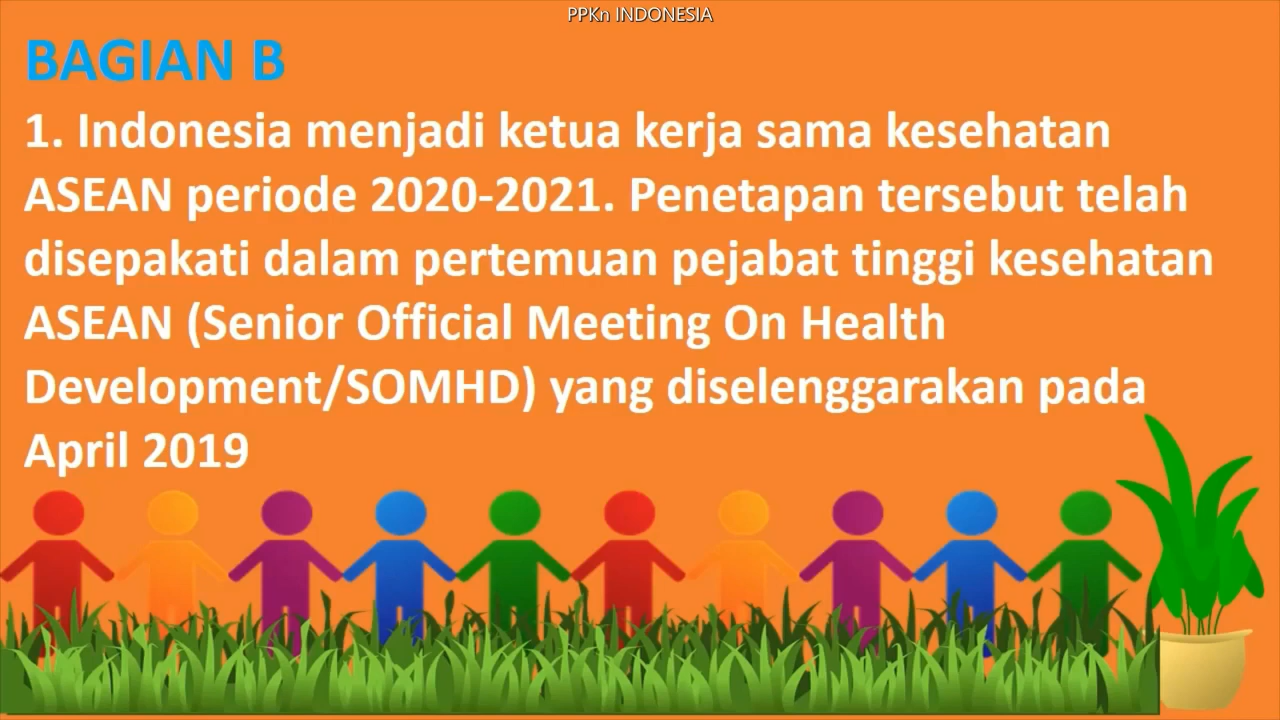 PPKn INDONESIA
BAGIAN B
1. Indonesia menjadi ketua kerja sama kesehatan
ASEAN periode 2020-2021. Penetapan tersebut telah
disepakati dalam pertemuan pejabat tinggi kesehatan
ASEAN (Senior Official Meeting On Health
Development/SOMHD) yang diselenggarakan pada
April 2019